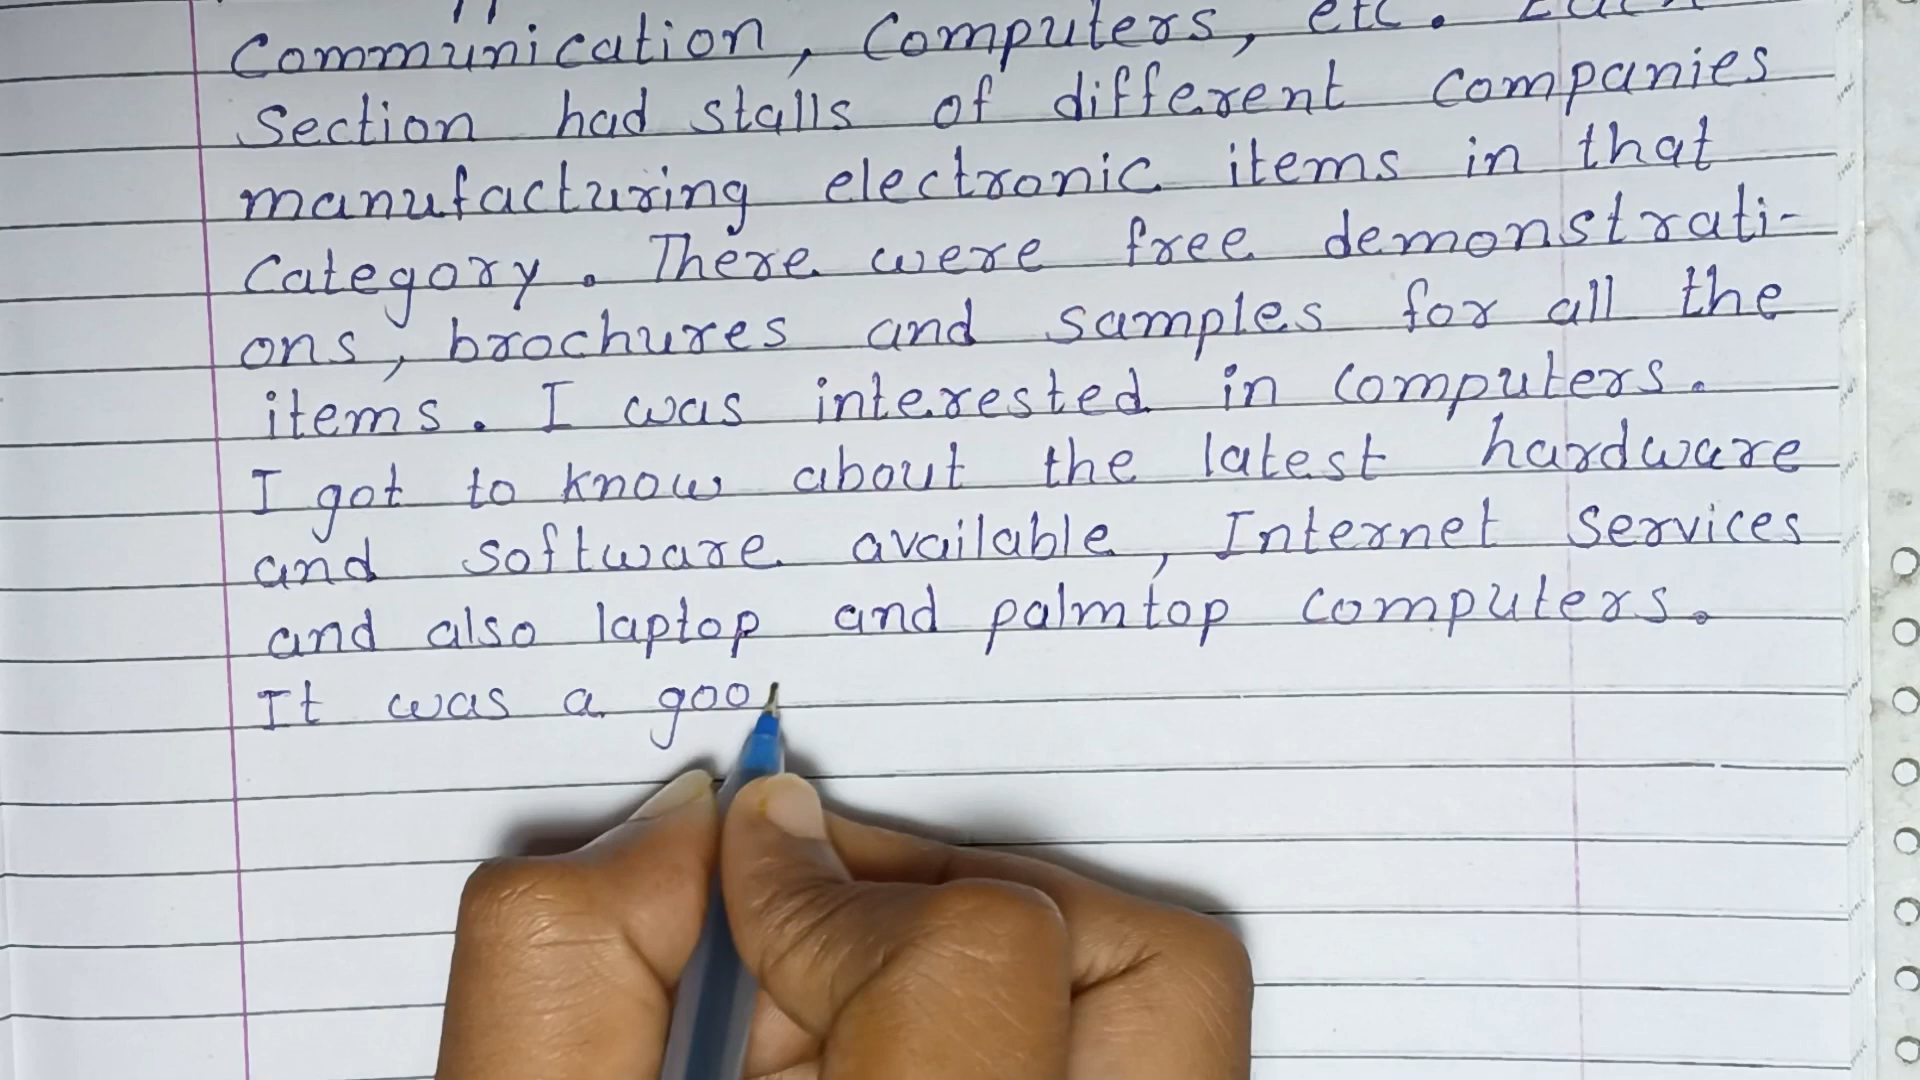 Communication, Computers, etc. Each
Section had stalls of different companies
manufacturing electronic items in that
Category. There were free demonstrati-
ons, brochures and samples for all the
items. I was interested in computers.
I got to know about the latest hardware
and software available, Internet Services
and also laptop and palmtop computers.
It was a goo